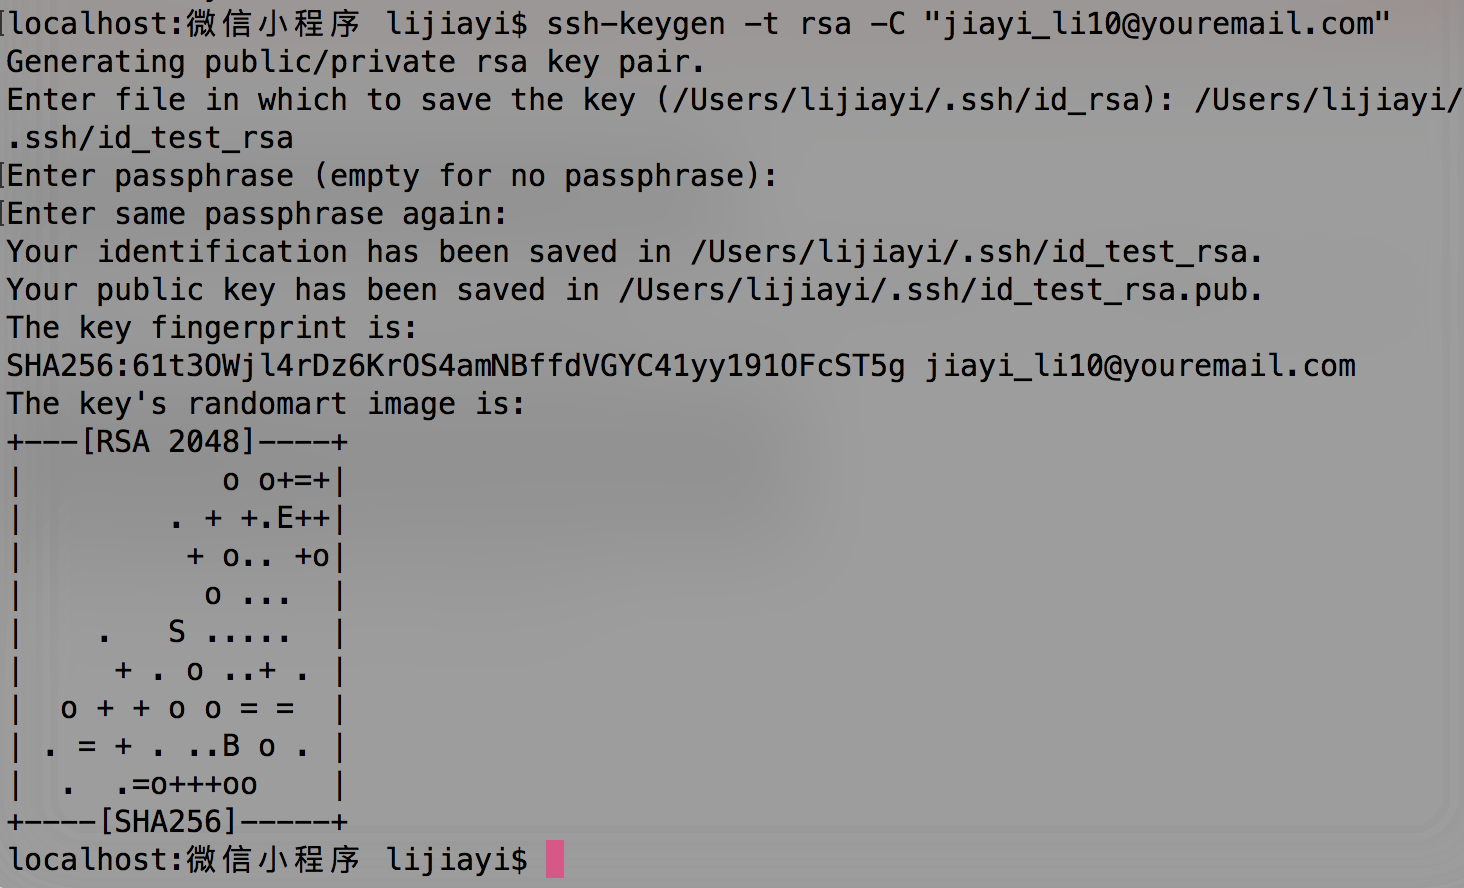 localhost:微信小程序 lijiayi$ ssh-keygen -t rsa -C "jiayi_li10@youremail.com"
Generating public/private rsa key pair.
Enter file in which to save the key (/Users/lijiayi/.ssh/id_rsa): /Users/lijiayi/
.ssh/id_test_rsa
Enter passphrase (empty for no passphrase):
Enter same passphrase again:
Your identification has been saved in /Users/lijiayi/.ssh/id_test_rsa.
Your public key has been saved in /Users/lijiayi/.ssh/id_test_rsa.pub.
The key fingerprint is:
SHA256:61t3OWjl4rDz6KrOS4amNBffdVGYC41yy191OFcST5g jiayi_li10@youremail.com
The key's randomart image is:
+---[RSA 2048]----+
|           o o+=+|
|        . + +.E++|
|         + o.. +o|
|          o ...  |
|    .   S .....  |
|     + . o ..+ . |
|  o + + o o = =  |
| . = + . ..B o . |
|  .  .=o+++oo    |
+----[SHA256]-----+
localhost:微信小程序 lijiayi$